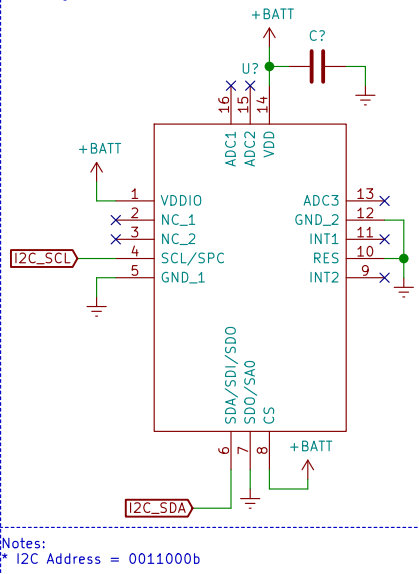 +BATT
C?
U?
16
15
14
ADC1
ADC2
VDD
+BATT
1
VDDIO
ADC3
13
2
NC_1
GND_2
12
3
NC_2
INT1
11
I2C_SCL
4
SCL/SPC
RES
10
5
GND_1
INT2
9
SDA/SDI/SDO
SDO/SA0
CS
6
7
8
+BATT
I2C_SDA
Notes:
* I2C Address = 0011000b